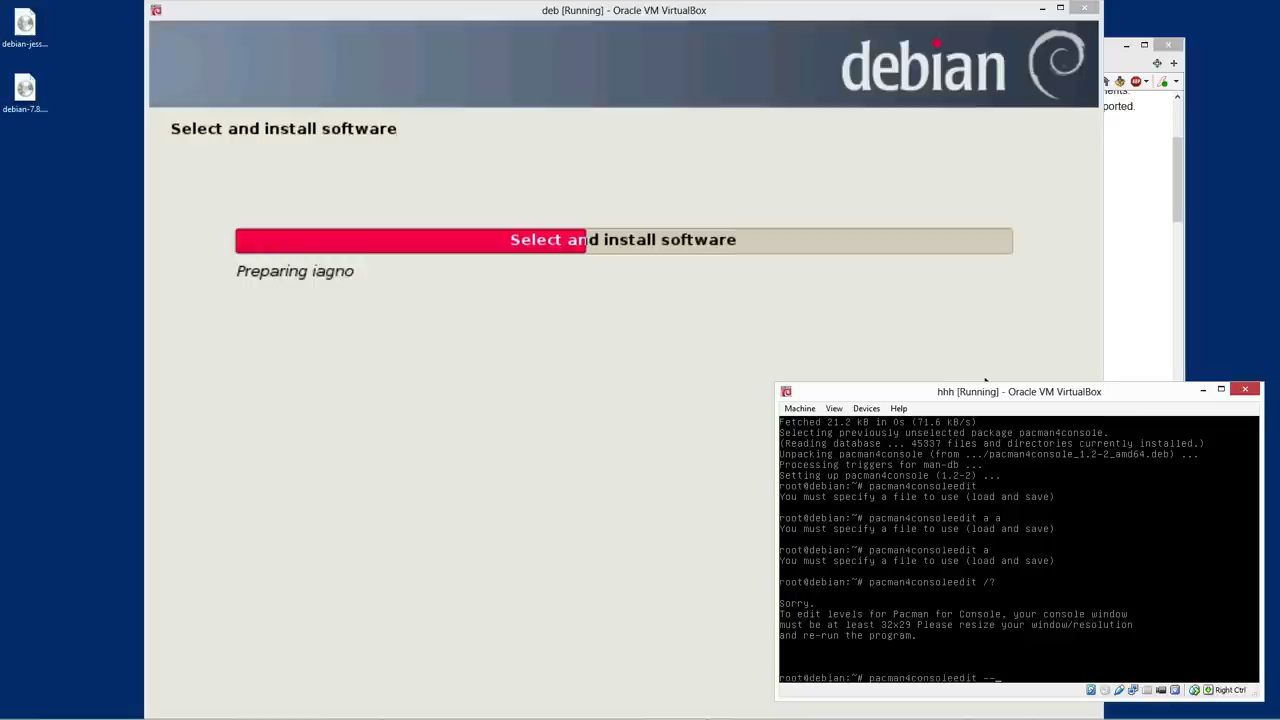 debian-jess...
debian-7.8....
deb [Running] - Oracle VM VirtualBox
debian
Select and install software
Select and install software
Preparing iagno
ported.
hhh [Running] - Oracle VM VirtualBox
Machine View Devices Help
Fetched 21.2 kB in 0s (71.6 kB/s)
Selecting previously unselected package pacman4console.
(Reading database ... 45337 files and directories currently installed.)
Unpacking pacman4console (from .../pacman4console_1.2-2_amd64.deb) ...
Processing triggers for man-db ...
Setting up pacman4console (1.2-2) ...
root@debian:~# pacman4consoleedit
You must specify a file to use (load and save)
root@debian:~# pacman4consoleedit a a
You must specify a file to use (load and save)
root@debian:~# pacman4consoleedit a
You must specify a file to use (load and save)
root@debian:~# pacman4consoleedit /?
Sorry.
To edit levels for Pacman for Console, your console window
must be at least 32x29 Please resize your window/resolution
and re-run the program.
root@debian:~# pacman4consoleedit --_
Right Ctrl